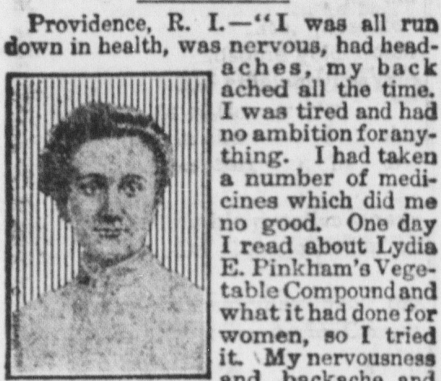 Providence, R. I.—"I was all run
down in health, was nervous, had head-
aches, my back
ached all the time.
I was tired and had
no ambition for any-
thing. I had taken
a number of medi-
cines which did me
no good. One day
I read about Lydia
E. Pinkham's Vege-
table Compound and
what it had done for
women, so I tried
it. My nervousness
and backache and